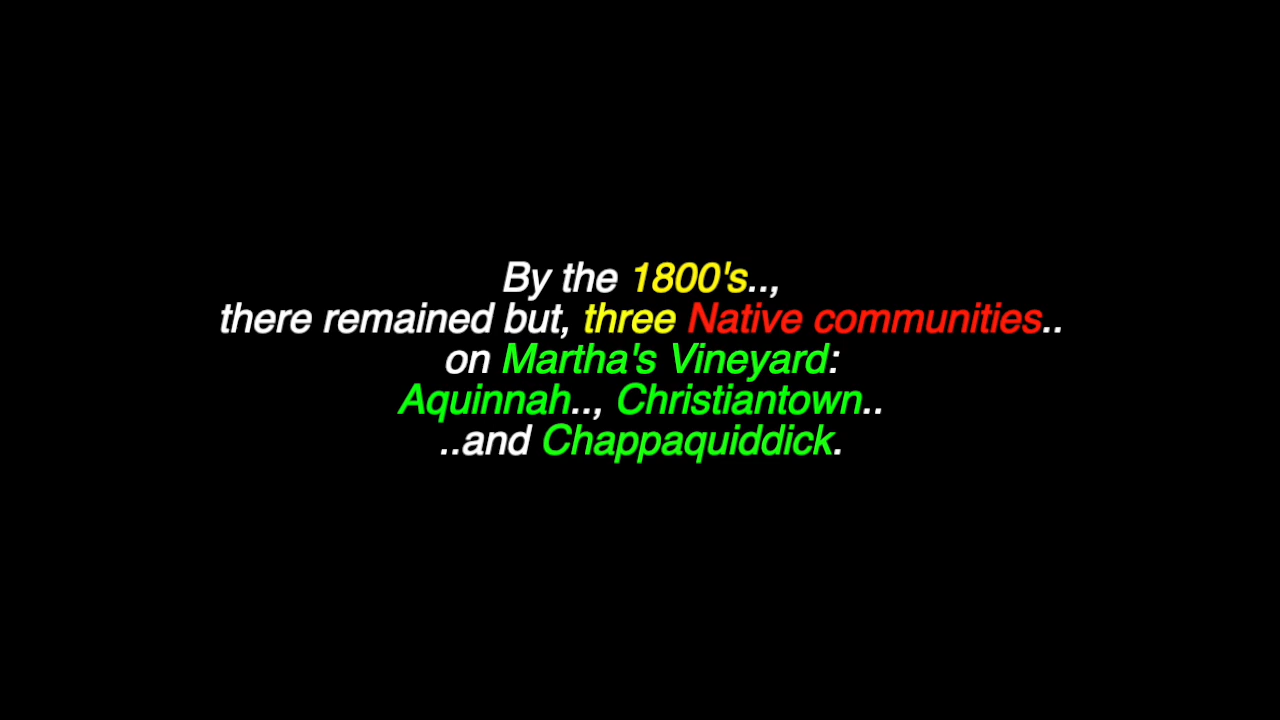 By the 1800's..,
there remained but, three Native communities..
on Martha's Vineyard:
Aquinnah.., Christiantown..
..and Chappaquiddick.